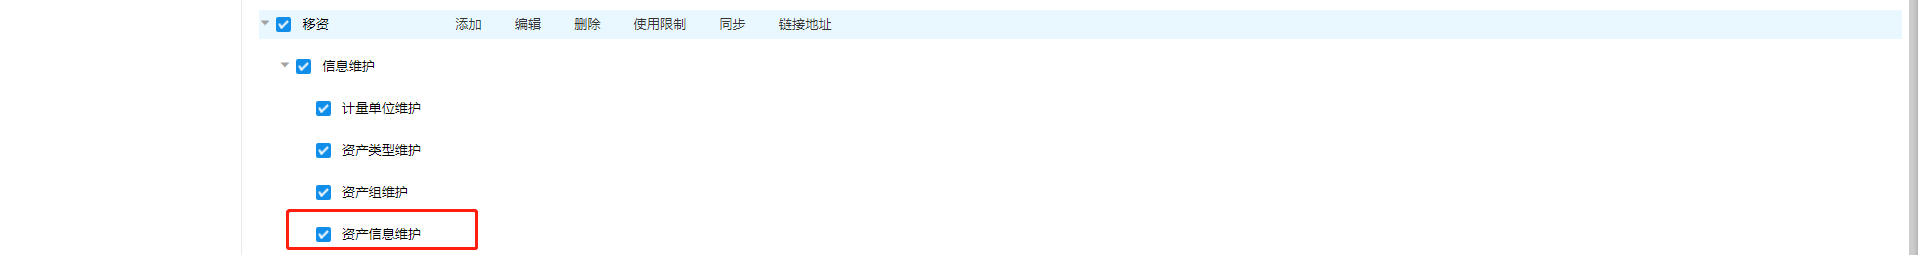 移资 添加 编辑 删除 使用限制 同步 链接地址
信息维护
计量单位维护
资产类型维护
资产组维护
资产信息维护